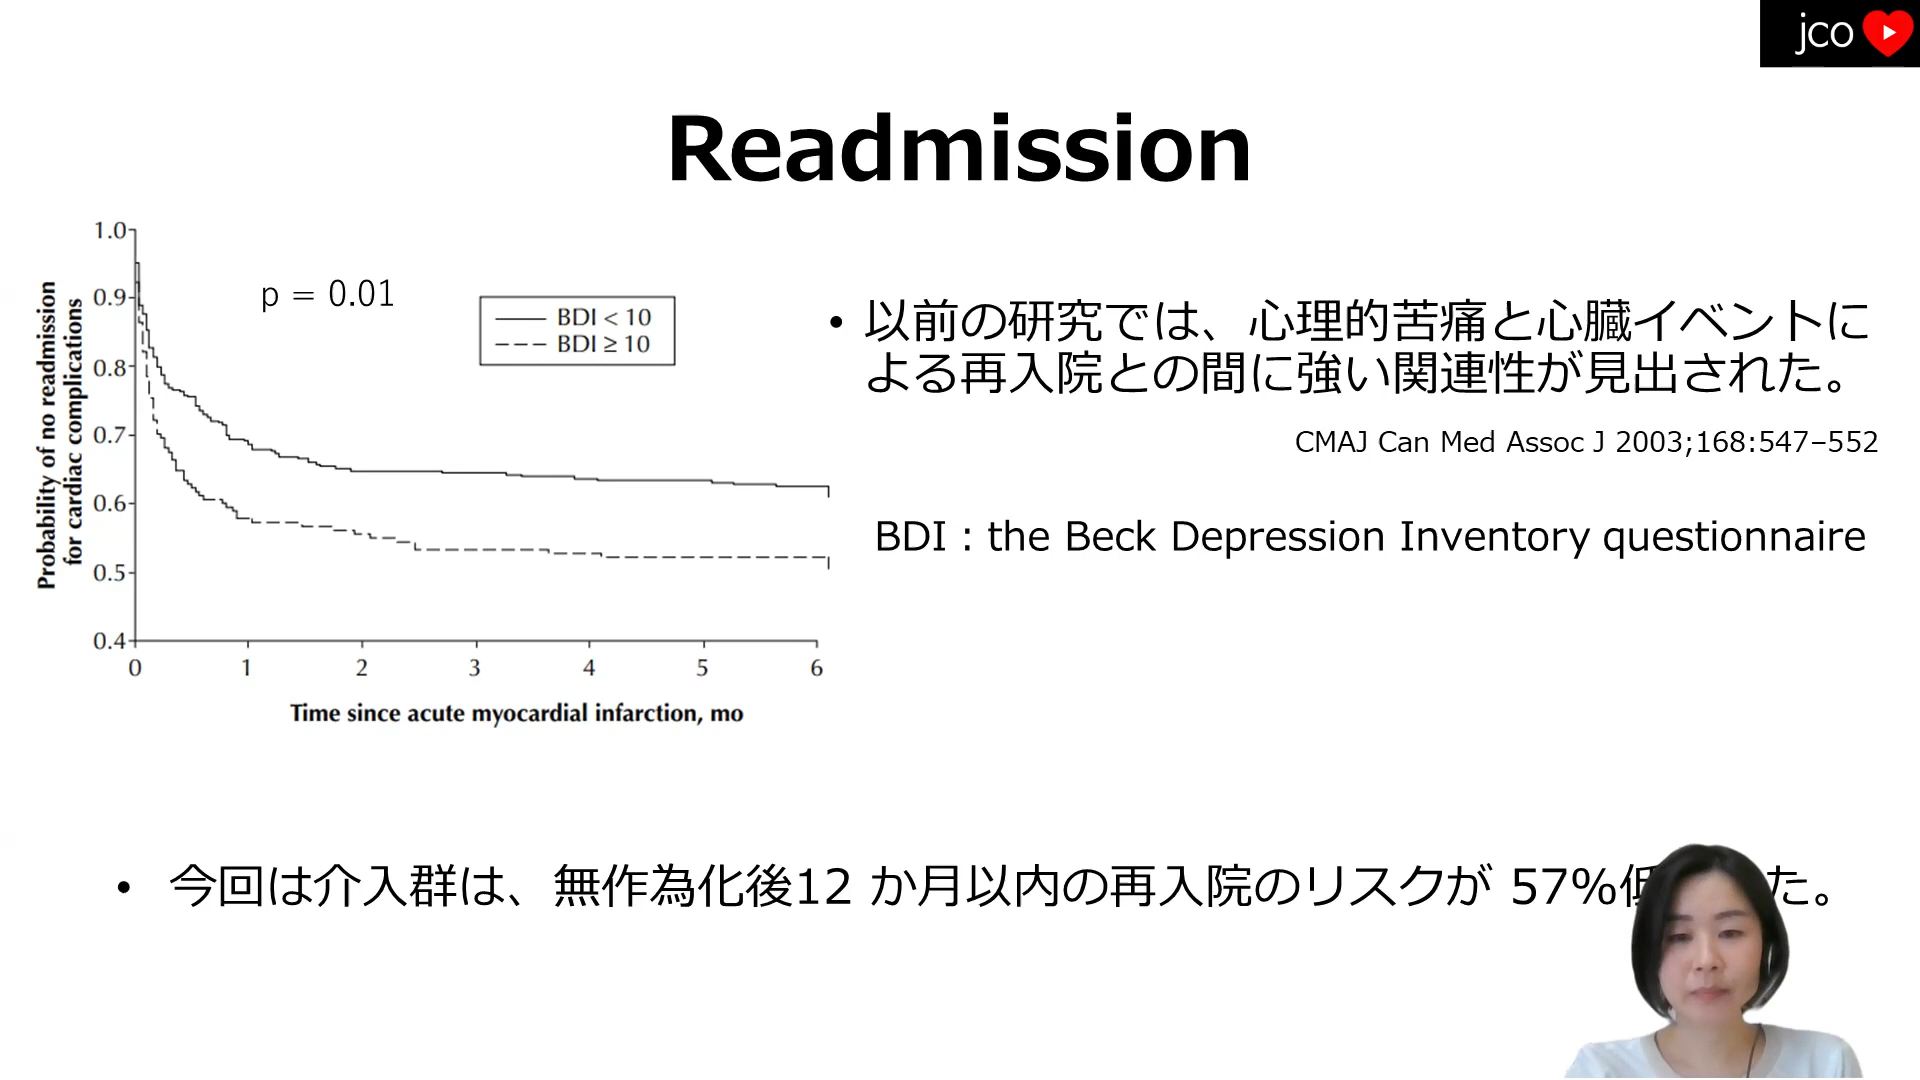 jco
Readmission
1.0
0.9
0.8
0.7
0.6
0.5
0.4
Probability of no readmission
for cardiac complications
p = 0.01
BDI < 10
BDI ≥ 10
0 1 2 3 4 5 6
Time since acute myocardial infarction, mo
• 以前の研究では、心理的苦痛と心臓イベントに
よる再入院との間に強い関連性が見出された。
CMAJ Can Med Assoc J 2003;168:547–552
BDI : the Beck Depression Inventory questionnaire
• 今回は介入群は、無作為化後12 か月以内の再入院のリスクが 57%低 た。